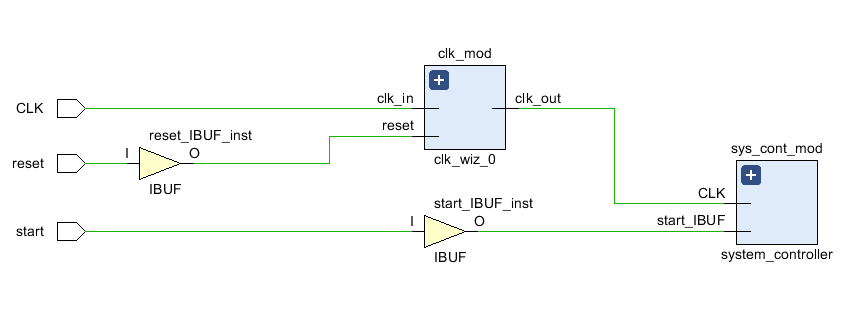 clk_mod
CLK
clk_in
clk_out
reset
reset_IBUF_inst
I
O
reset
IBUF
clk_wiz_0
sys_cont_mod
CLK
start
start_IBUF_inst
I
O
start_IBUF
IBUF
system_controller